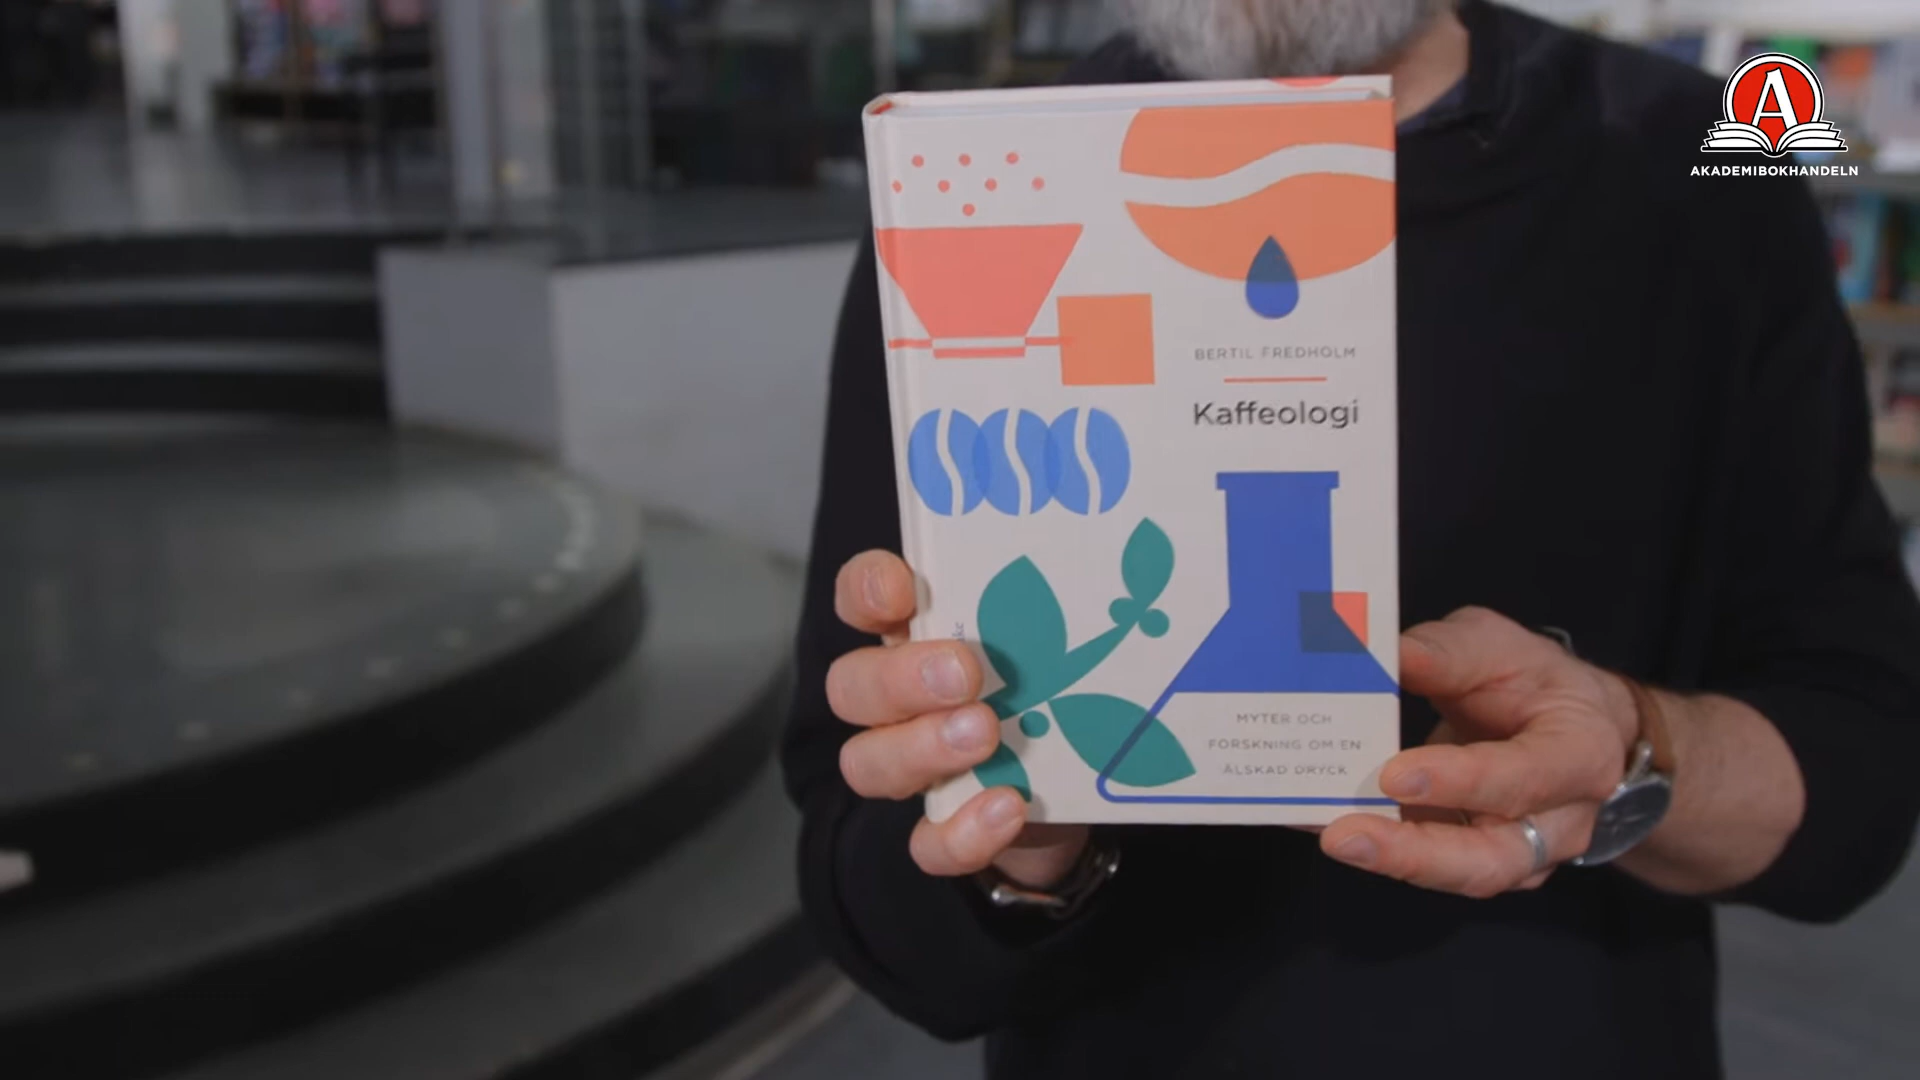 AKADEMIBOKHANDELN
BERTIL FREDHOLM
Kaffeologi
MYTER OCH
FORSKNING OM EN
ÄLSKAD DRYCK